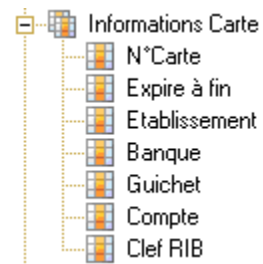 Informations Carte
N°Carte
Expire à fin
Etablissement
Banque
Guichet
Compte
Clef RIB